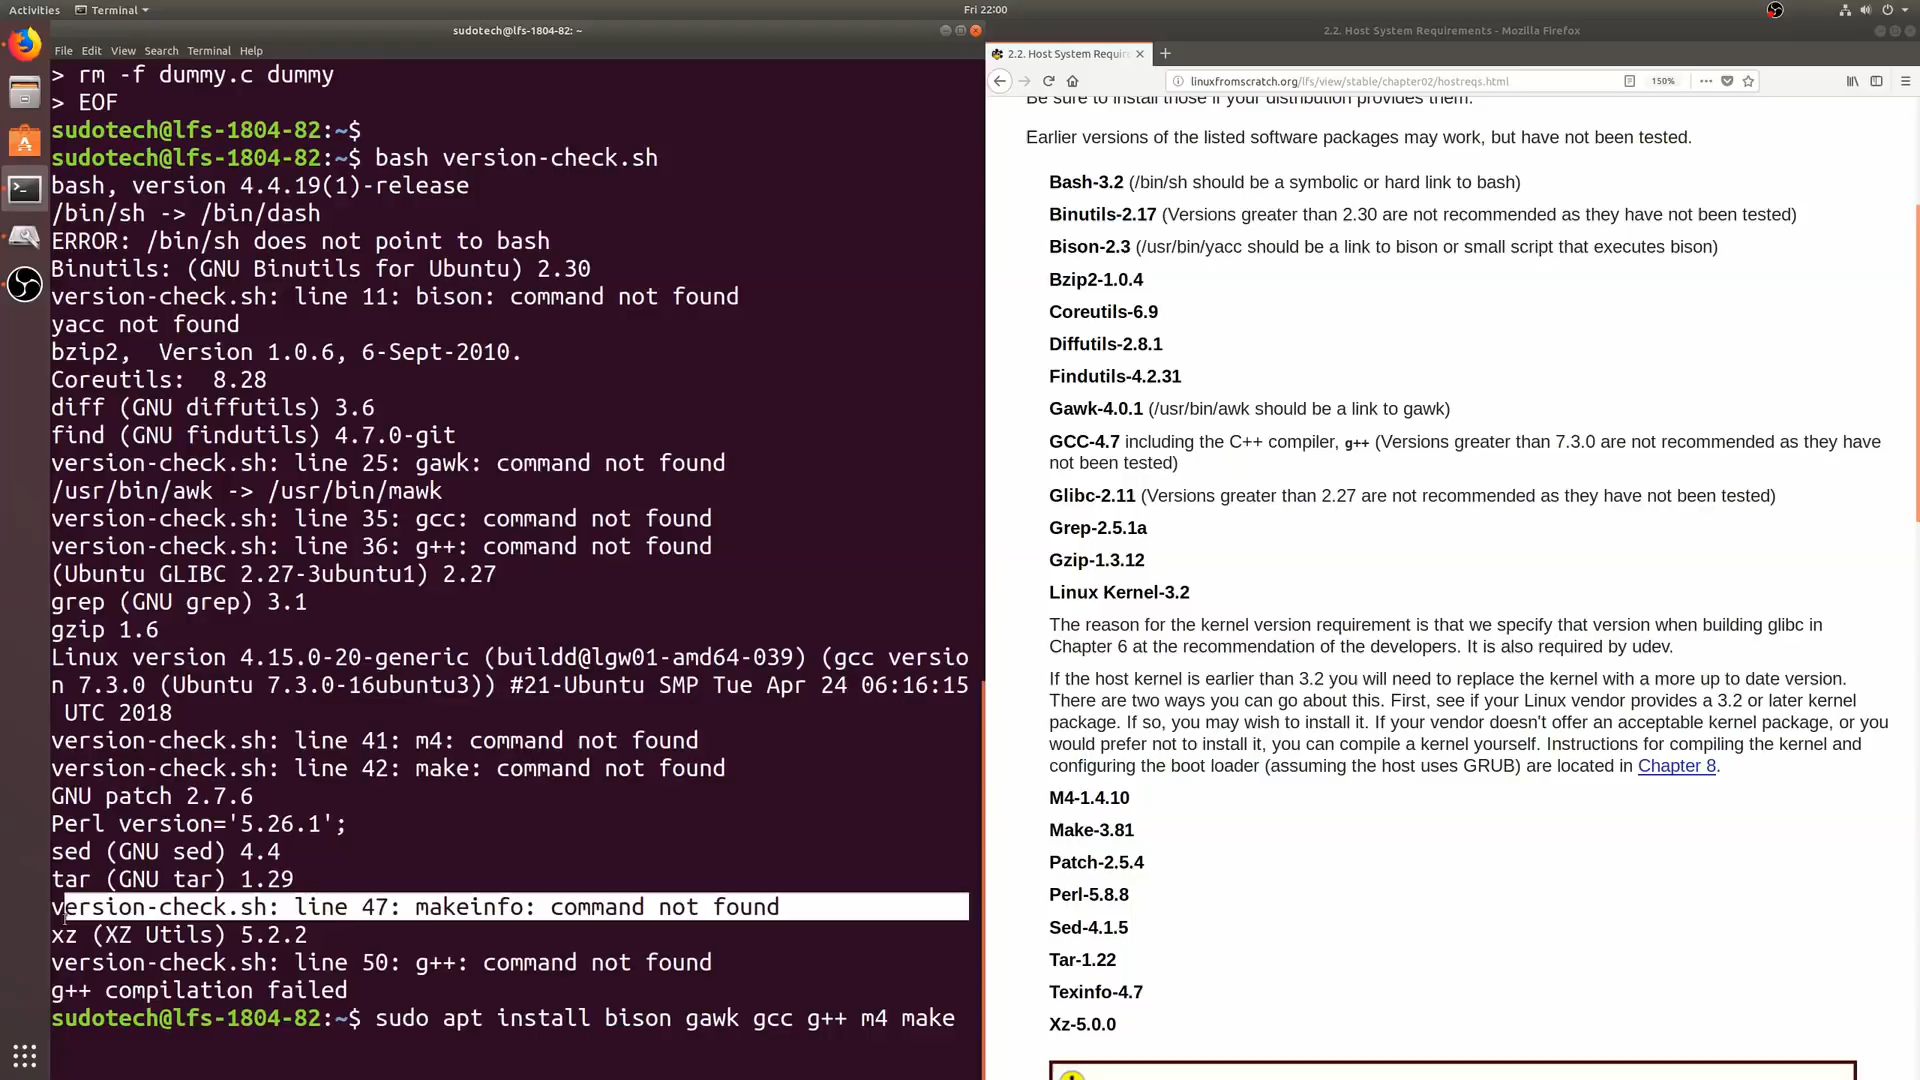 Activities
Terminal
Fri 22:00
sudotech@lfs-1804-82: ~
File Edit View Search Terminal Help
> rm -f dummy.c dummy
> EOF
sudotech@lfs-1804-82:~$
sudotech@lfs-1804-82:~$ bash version-check.sh
bash, version 4.4.19(1)-release
/bin/sh -> /bin/dash
ERROR: /bin/sh does not point to bash
Binutils: (GNU Binutils for Ubuntu) 2.30
version-check.sh: line 11: bison: command not found
yacc not found
bzip2,  Version 1.0.6, 6-Sept-2010.
Coreutils:  8.28
diff (GNU diffutils) 3.6
find (GNU findutils) 4.7.0-git
version-check.sh: line 25: gawk: command not found
/usr/bin/awk -> /usr/bin/mawk
version-check.sh: line 35: gcc: command not found
version-check.sh: line 36: g++: command not found
(Ubuntu GLIBC 2.27-3ubuntu1) 2.27
grep (GNU grep) 3.1
gzip 1.6
Linux version 4.15.0-20-generic (buildd@lgw01-amd64-039) (gcc versio
n 7.3.0 (Ubuntu 7.3.0-16ubuntu3)) #21-Ubuntu SMP Tue Apr 24 06:16:15
UTC 2018
version-check.sh: line 41: m4: command not found
version-check.sh: line 42: make: command not found
GNU patch 2.7.6
Perl version='5.26.1';
sed (GNU sed) 4.4
tar (GNU tar) 1.29
version-check.sh: line 47: makeinfo: command not found
xz (XZ Utils) 5.2.2
version-check.sh: line 50: g++: command not found
g++ compilation failed
sudotech@lfs-1804-82:~$ sudo apt install bison gawk gcc g++ m4 make
2.2. Host System Requirements - Mozilla Firefox
2.2. Host System Requir
linuxfromscratch.org/lfs/view/stable/chapter02/hostreqs.html
150%
Be sure to install those if your distribution provides them.
Earlier versions of the listed software packages may work, but have not been tested.
Bash-3.2 (/bin/sh should be a symbolic or hard link to bash)
Binutils-2.17 (Versions greater than 2.30 are not recommended as they have not been tested)
Bison-2.3 (/usr/bin/yacc should be a link to bison or small script that executes bison)
Bzip2-1.0.4
Coreutils-6.9
Diffutils-2.8.1
Findutils-4.2.31
Gawk-4.0.1 (/usr/bin/awk should be a link to gawk)
GCC-4.7 including the C++ compiler, g++ (Versions greater than 7.3.0 are not recommended as they have
not been tested)
Glibc-2.11 (Versions greater than 2.27 are not recommended as they have not been tested)
Grep-2.5.1a
Gzip-1.3.12
Linux Kernel-3.2
The reason for the kernel version requirement is that we specify that version when building glibc in
Chapter 6 at the recommendation of the developers. It is also required by udev.
If the host kernel is earlier than 3.2 you will need to replace the kernel with a more up to date version.
There are two ways you can go about this. First, see if your Linux vendor provides a 3.2 or later kernel
package. If so, you may wish to install it. If your vendor doesn't offer an acceptable kernel package, or you
would prefer not to install it, you can compile a kernel yourself. Instructions for compiling the kernel and
configuring the boot loader (assuming the host uses GRUB) are located in Chapter 8.
M4-1.4.10
Make-3.81
Patch-2.5.4
Perl-5.8.8
Sed-4.1.5
Tar-1.22
Texinfo-4.7
Xz-5.0.0